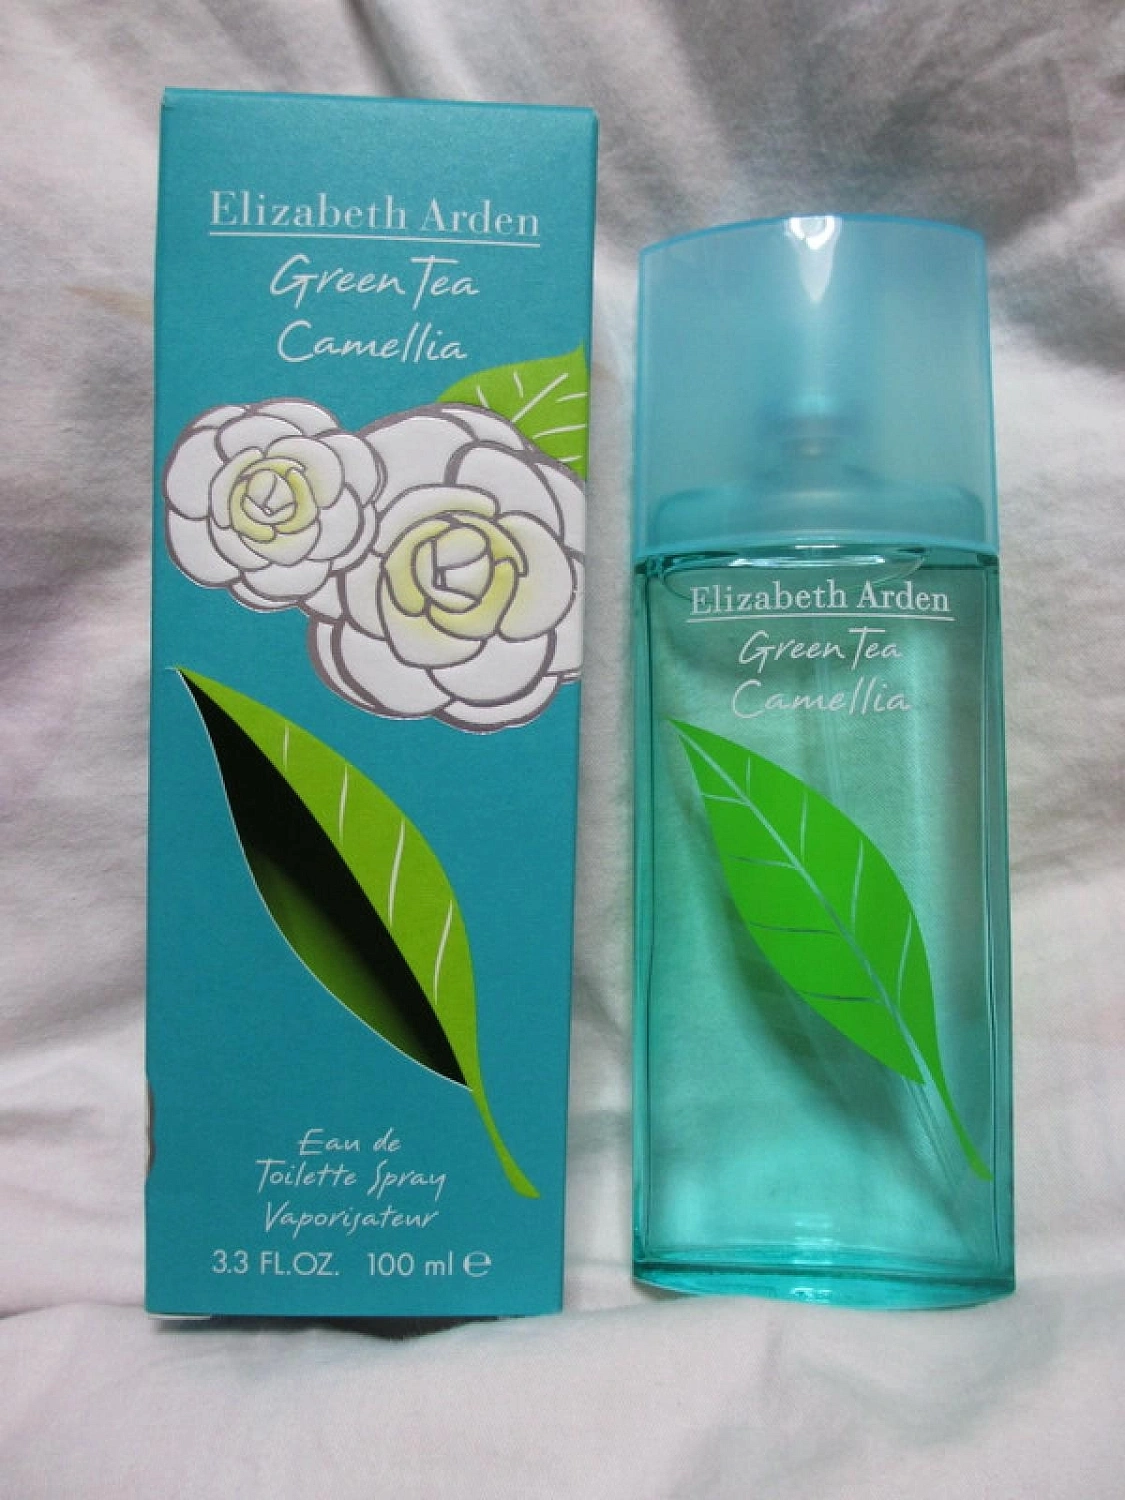 Elizabeth Arden
Green Tea
Camellia
Eau de
Toilette Spray
Vaporisateur
3.3 FL.OZ. 100 ml ℮
Elizabeth Arden
Green Tea
Camellia